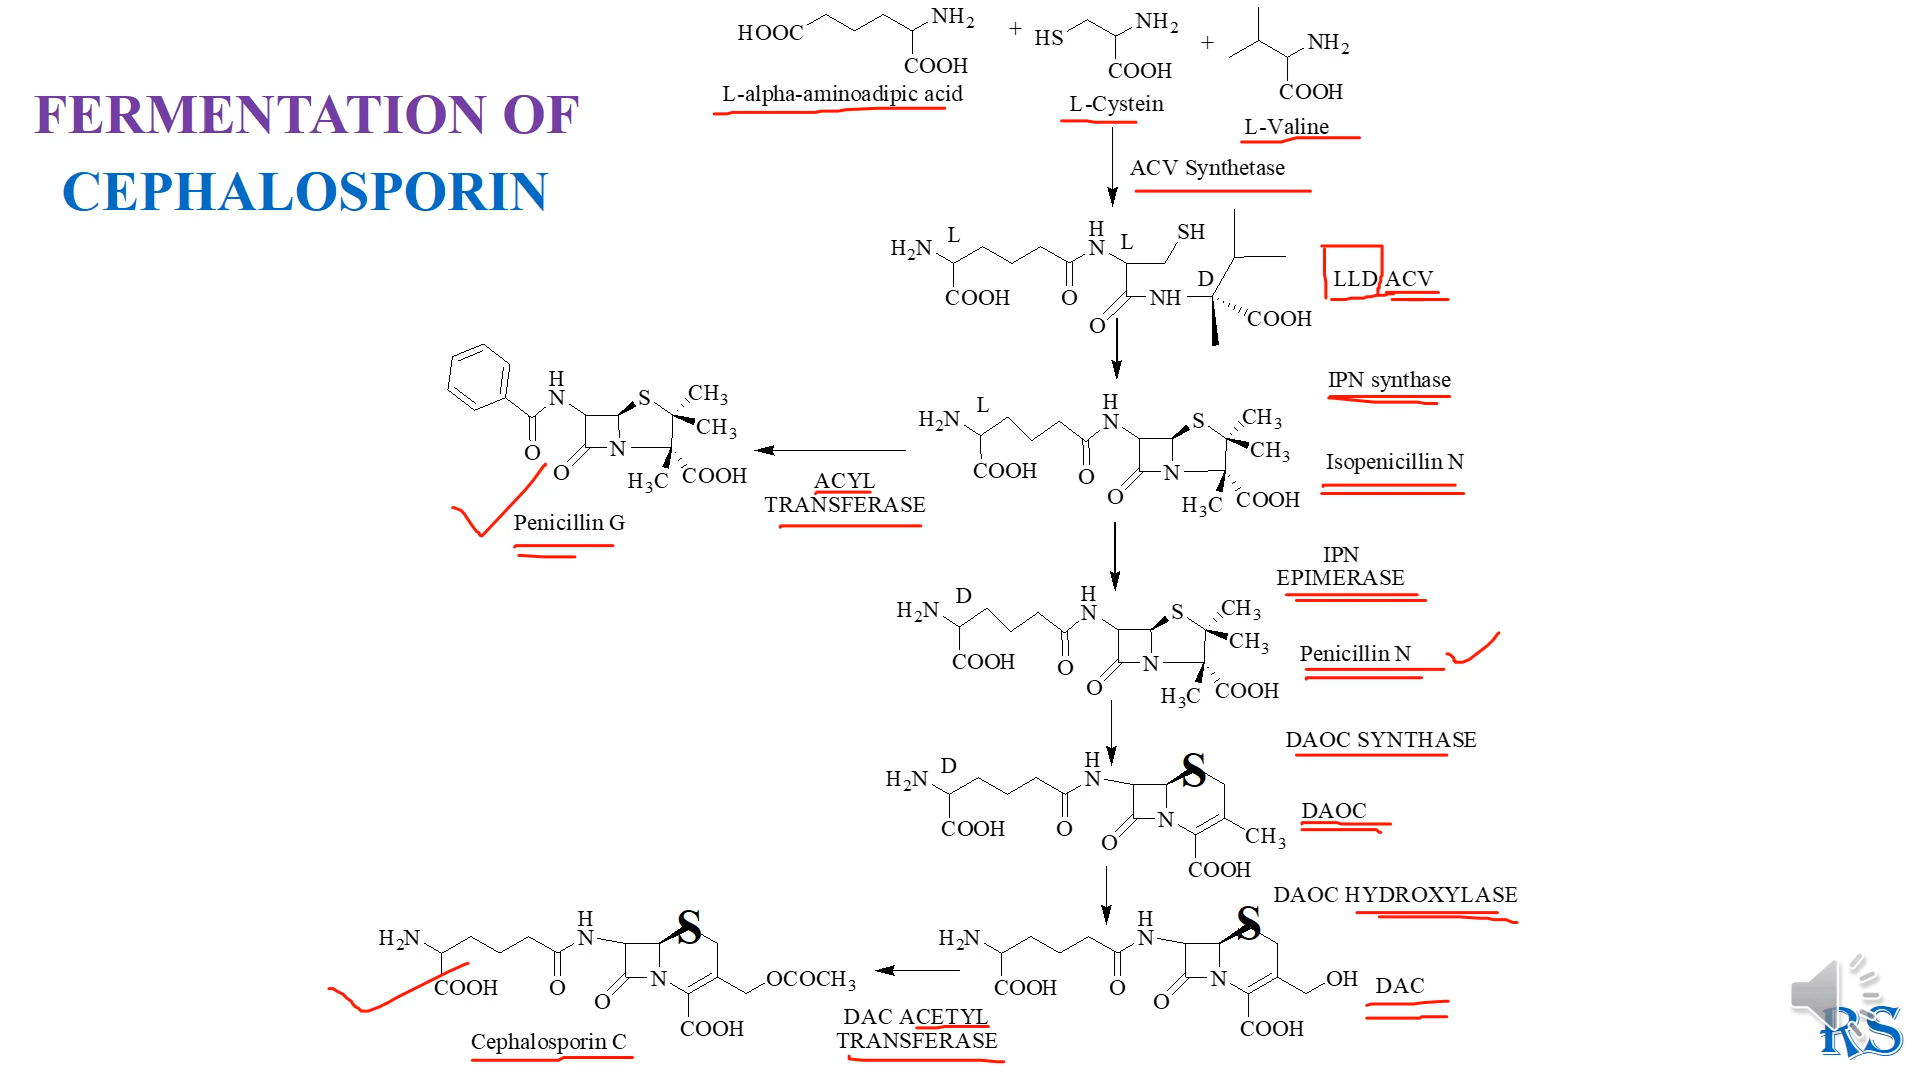 FERMENTATION OF
CEPHALOSPORIN
HOOC NH2 COOH
L-alpha-aminoadipic acid
+
HS NH2 COOH
L-Cystein
+
NH2 COOH
L-Valine
ACV Synthetase
H2N L COOH O H N L SH O NH D COOH
LLD ACV
IPN synthase
H2N L COOH O H N S CH3 CH3 N O H3C COOH
Isopenicillin N
ACYL
TRANSFERASE
H N O S CH3 CH3 N O H3C COOH
Penicillin G
IPN
EPIMERASE
H2N D COOH O H N S CH3 CH3 N O H3C COOH
Penicillin N
DAOC SYNTHASE
H2N D COOH O H N S N O CH3 COOH
DAOC
DAOC HYDROXYLASE
H2N COOH O H N S N O OH COOH
DAC
DAC ACETYL
TRANSFERASE
H2N COOH O H N S N O OCOCH3 COOH
Cephalosporin C
RS